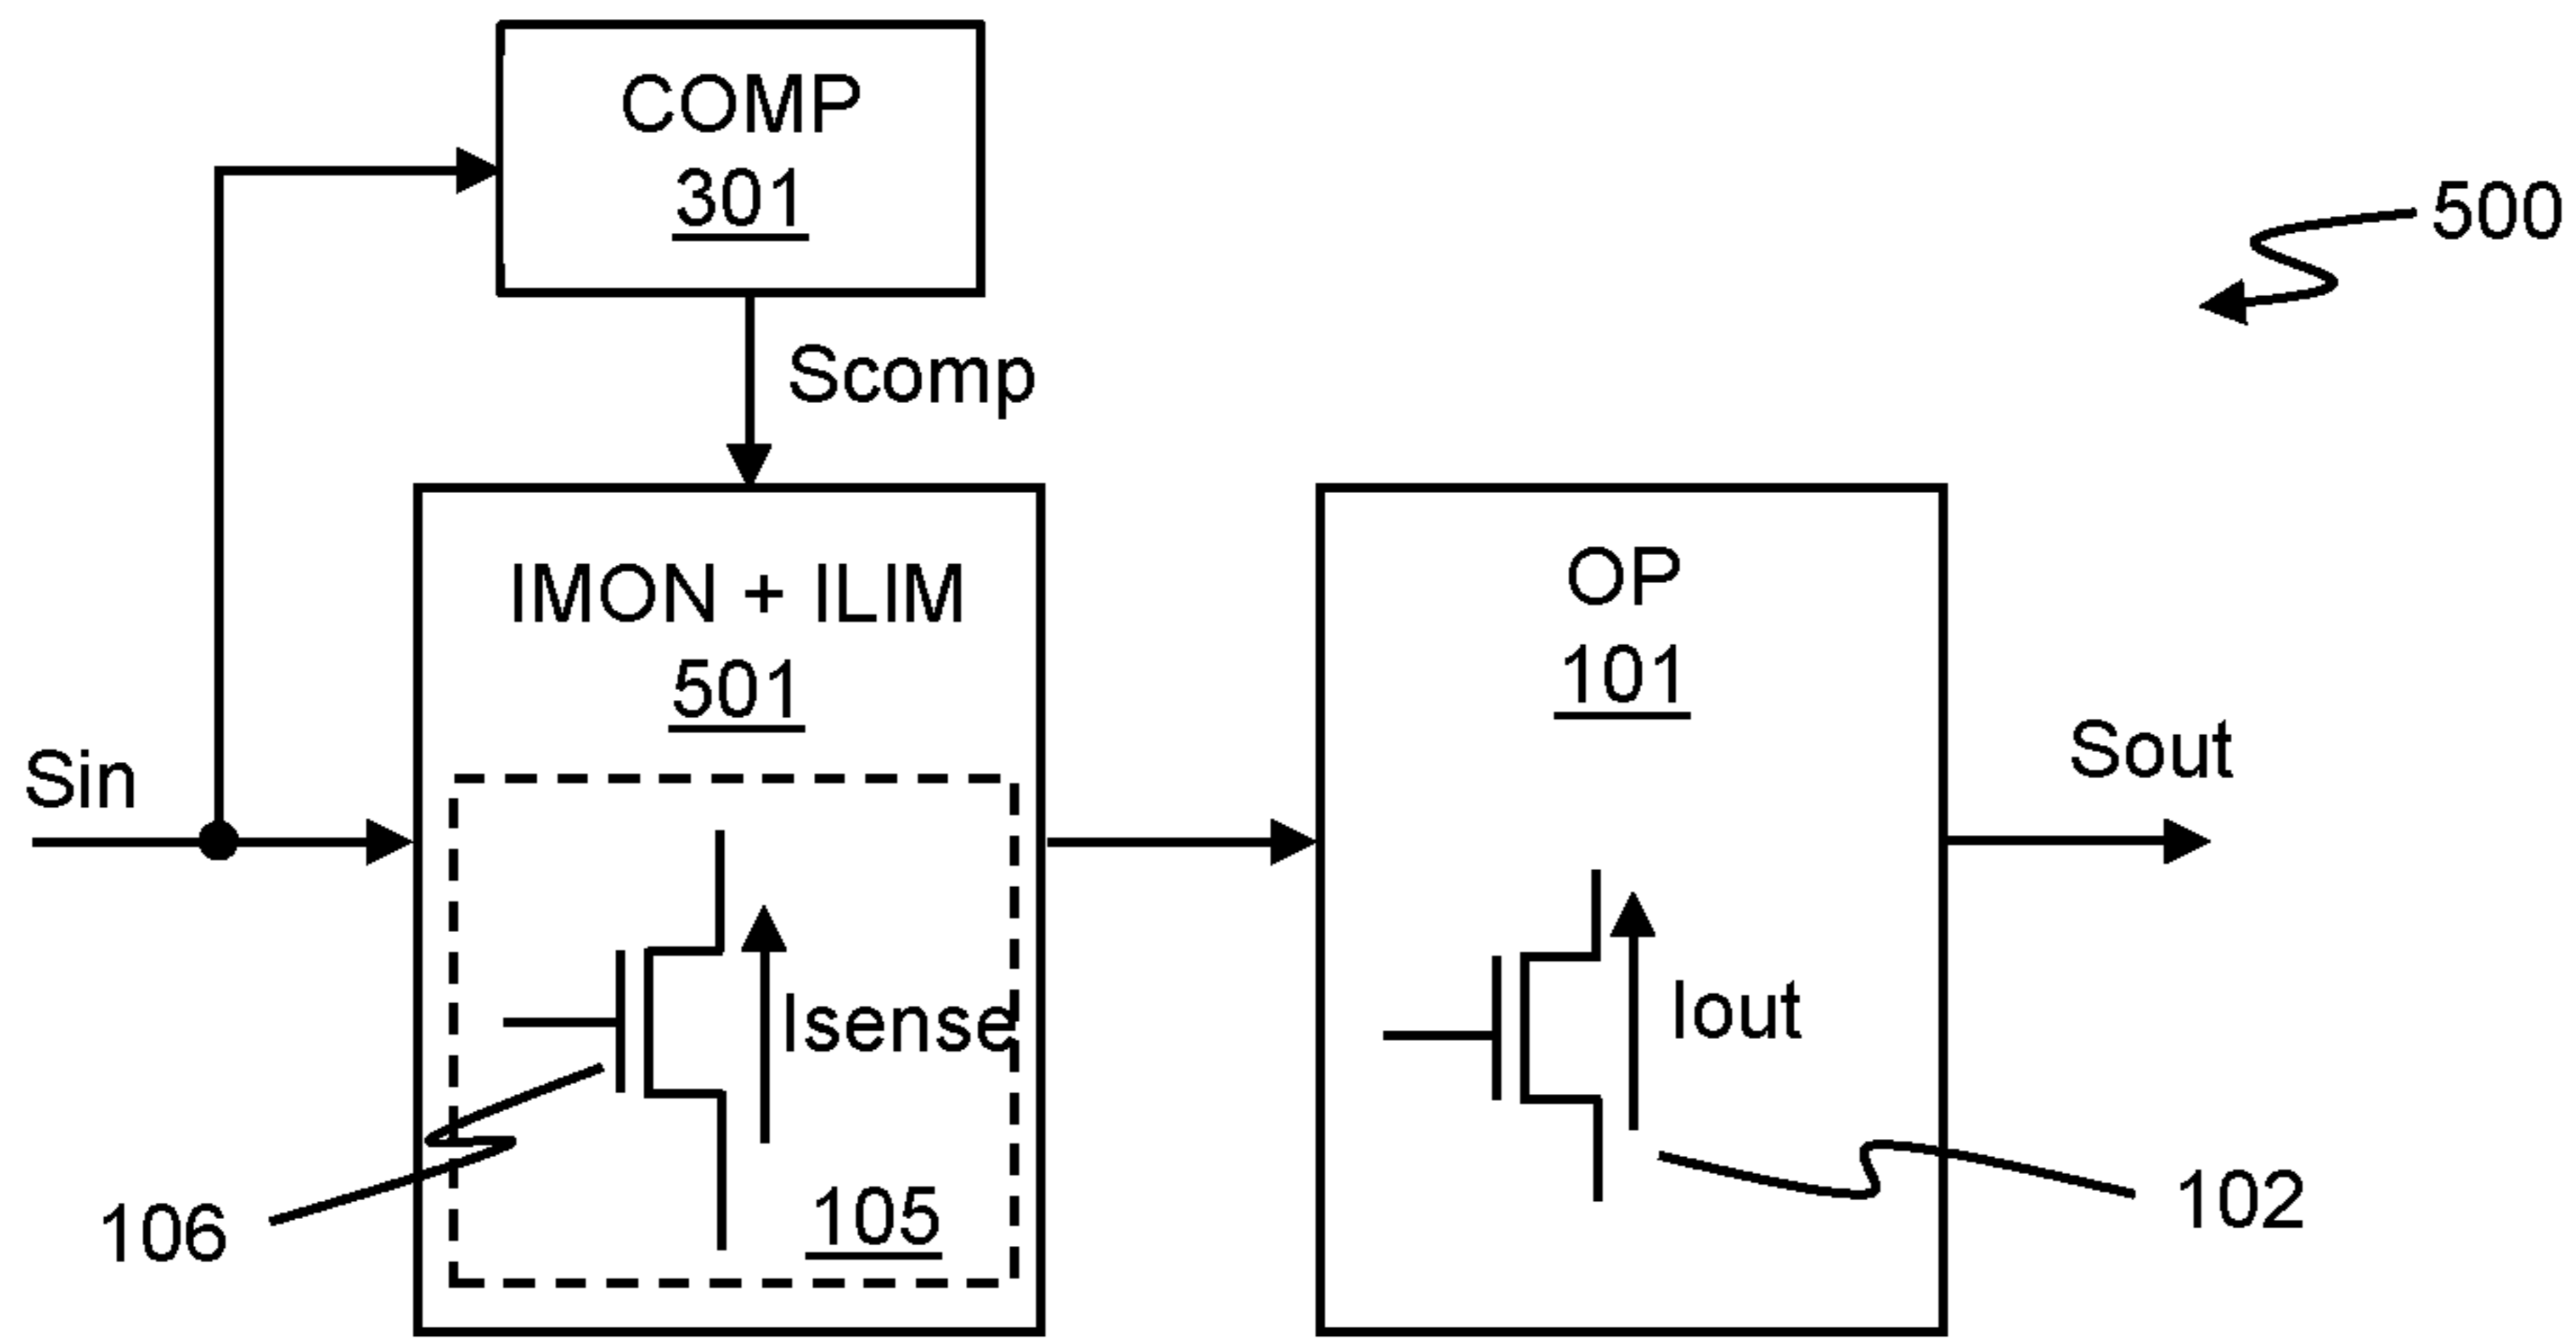 COMP
301
500
Scomp
IMON + ILIM
501
OP
101
Sin
Sout
Isense
Iout
105
106
102